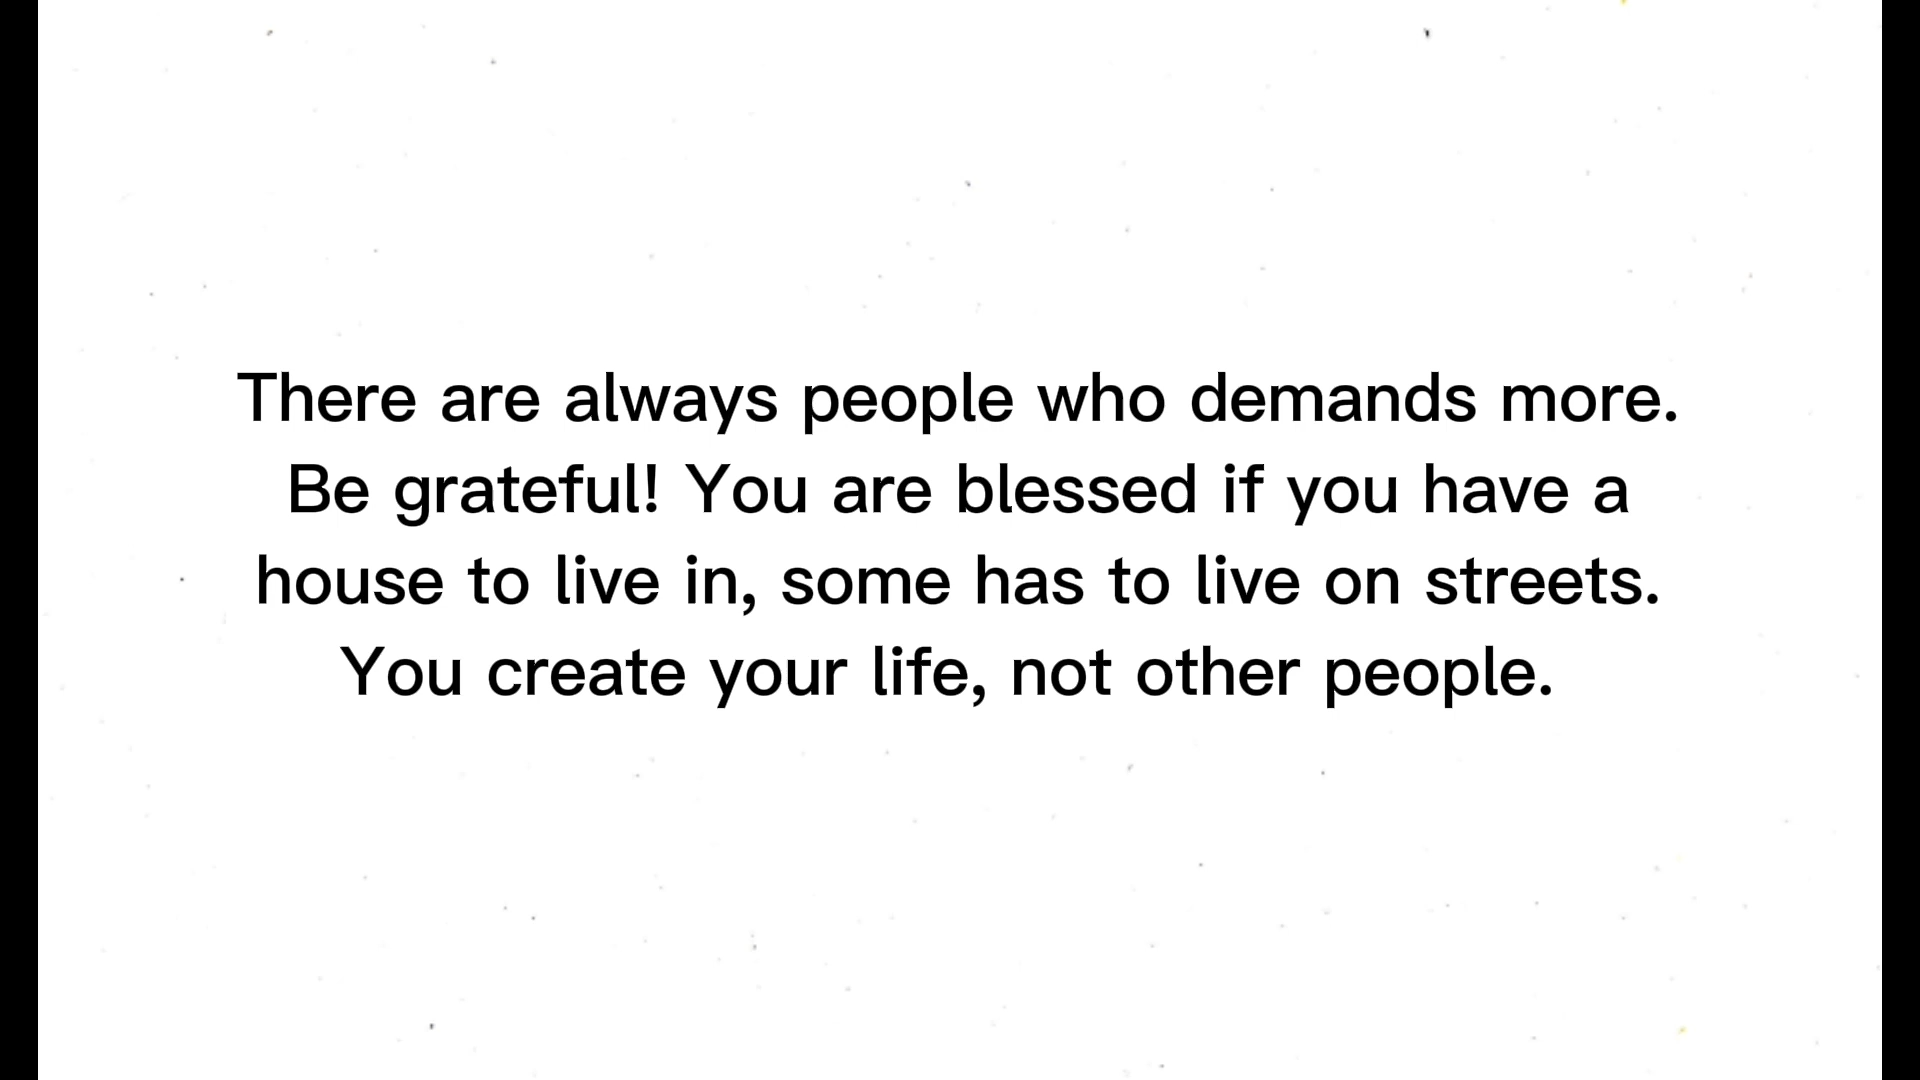 There are always people who demands more.
Be grateful! You are blessed if you have a
house to live in, some has to live on streets.
You create your life, not other people.